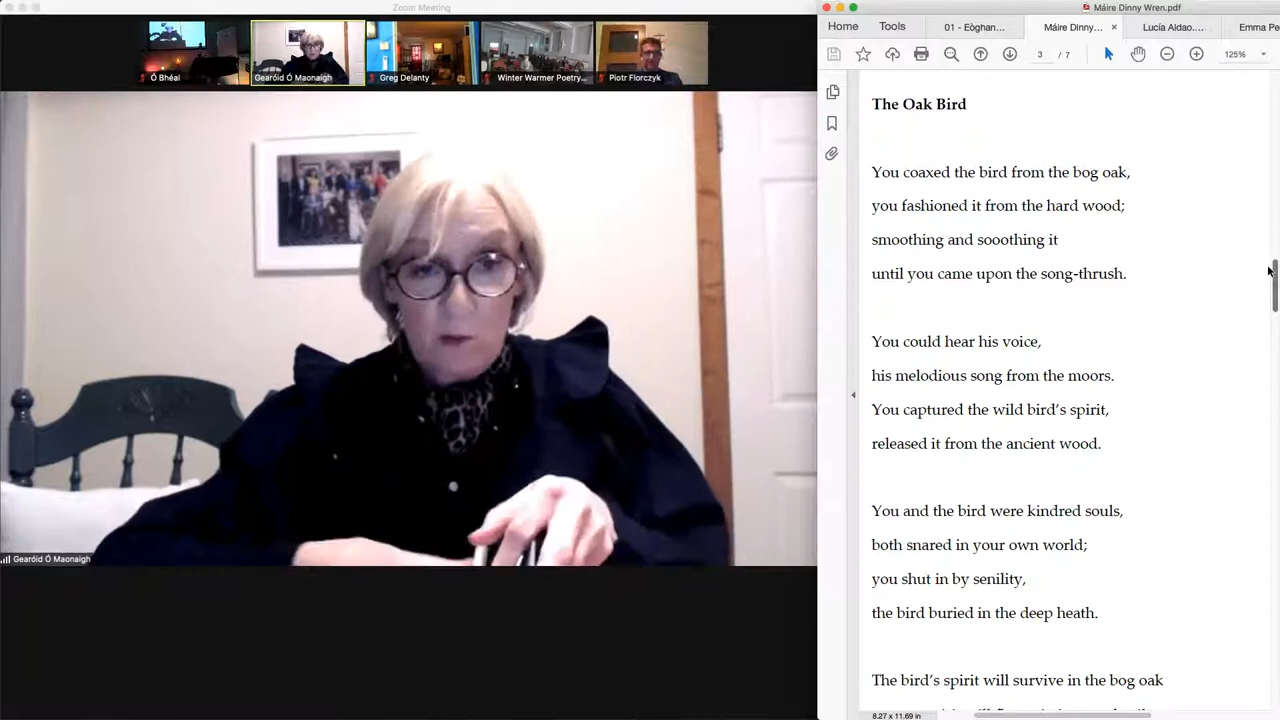 Zoom Meeting
Ó Bhéal
Gearóid Ó Maonaigh
Greg Delanty
Winter Warmer Poetry...
Piotr Florczyk
Gearóid Ó Maonaigh
Máire Dinny Wren.pdf
Home
Tools
01 - Eòghan...
Máire Dinny...
Lucía Aldao....
Emma Pe
3 / 7
125%
The Oak Bird
You coaxed the bird from the bog oak,
you fashioned it from the hard wood;
smoothing and sooothing it
until you came upon the song-thrush.
You could hear his voice,
his melodious song from the moors.
You captured the wild bird's spirit,
released it from the ancient wood.
You and the bird were kindred souls,
both snared in your own world;
you shut in by senility,
the bird buried in the deep heath.
The bird's spirit will survive in the bog oak
8.27 x 11.69 in